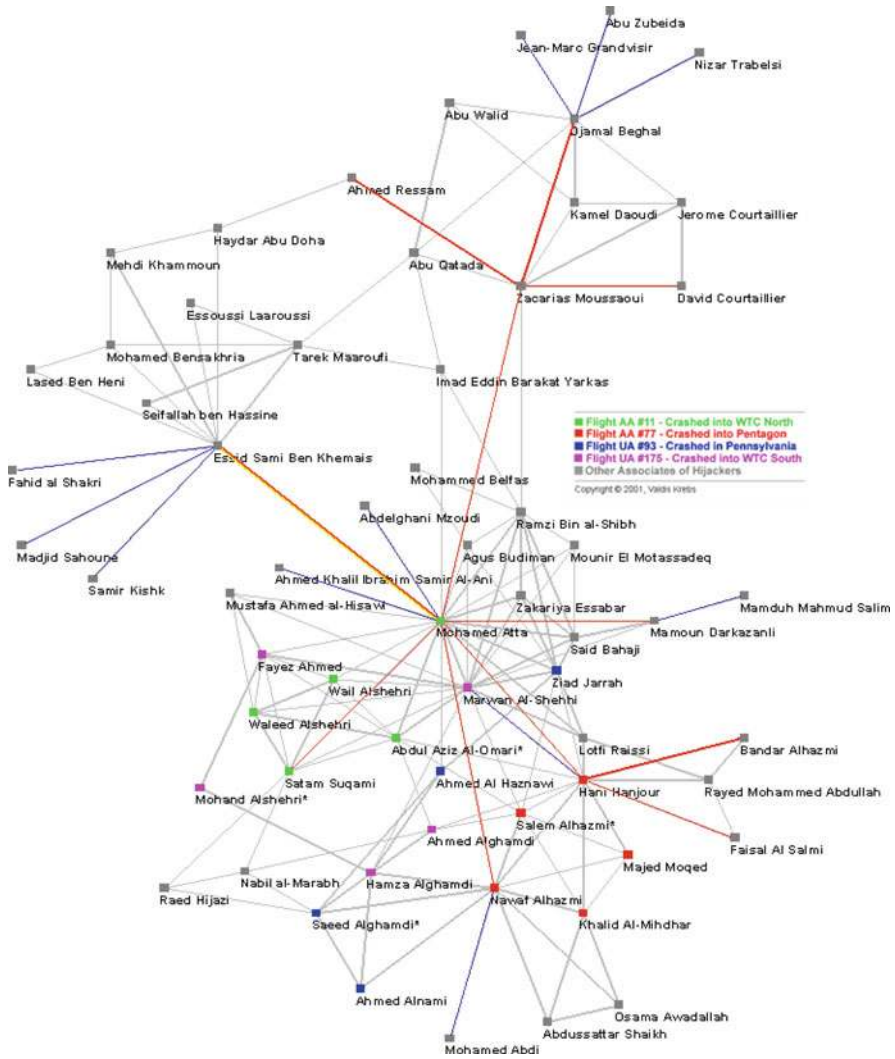 Abu Zubeida
Jean-Marc Grandvisir
Nizar Trabelsi
Abu Walid
Djamal Beghal
Ahmed Ressam
Kamel Daoudi
Jerome Courtaillier
Haydar Abu Doha
Mehdi Khammoun
Abu Qatada
Zacarias Moussaoui
David Courtaillier
Essoussi Laaroussi
Mohamed Bensakhria
Tarek Maaroufi
Lased Ben Heni
Imad Eddin Barakat Yarkas
Seifallah ben Hassine
Flight AA #11 - Crashed into WTC North
Flight AA #77 - Crashed into Pentagon
Flight UA #93 - Crashed in Pennsylvania
Flight UA #175 - Crashed into WTC South
Other Associates of Hijackers
Copyright © 2001, Valdis Krebs
Essid Sami Ben Khemais
Fahid al Shakri
Mohammed Belfas
Abdelghani Mzoudi
Ramzi Bin al-Shibh
Madjid Sahoune
Agus Budiman
Mounir El Motassadeq
Samir Kishk
Ahmed Khalil Ibrahim Samir Al-Ani
Mustafa Ahmed al-Hisawi
Zakariya Essabar
Mamduh Mahmud Salim
Mohamed Atta
Mamoun Darkazanli
Said Bahaji
Fayez Ahmed
Ziad Jarrah
Wail Alshehri
Marwan Al-Shehhi
Waleed Alshehri
Abdul Aziz Al-Omari*
Lotfi Raissi
Bandar Alhazmi
Satam Suqami
Ahmed Al Haznawi
Hani Hanjour
Rayed Mohammed Abdullah
Mohand Alshehri*
Salem Alhazmi*
Ahmed Alghamdi
Faisal Al Salmi
Majed Moqed
Nabil al-Marabh
Hamza Alghamdi
Raed Hijazi
Nawaf Alhazmi
Saeed Alghamdi*
Khalid Al-Mihdhar
Ahmed Alnami
Osama Awadallah
Abdussattar Shaikh
Mohamed Abdi